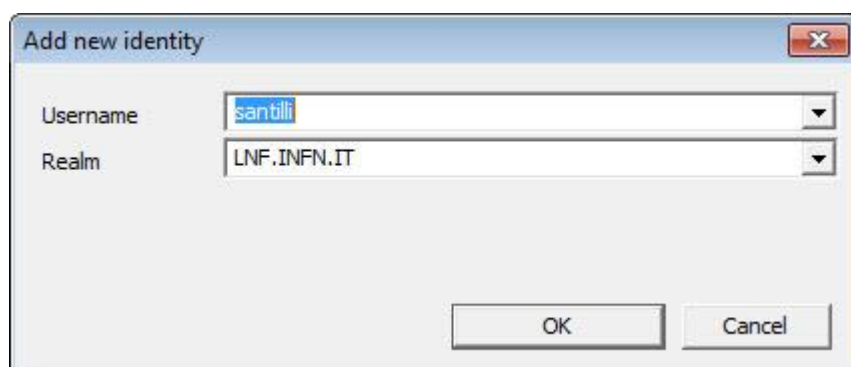 Add new identity
Username santilli
Realm LNF.INFN.IT
OK Cancel